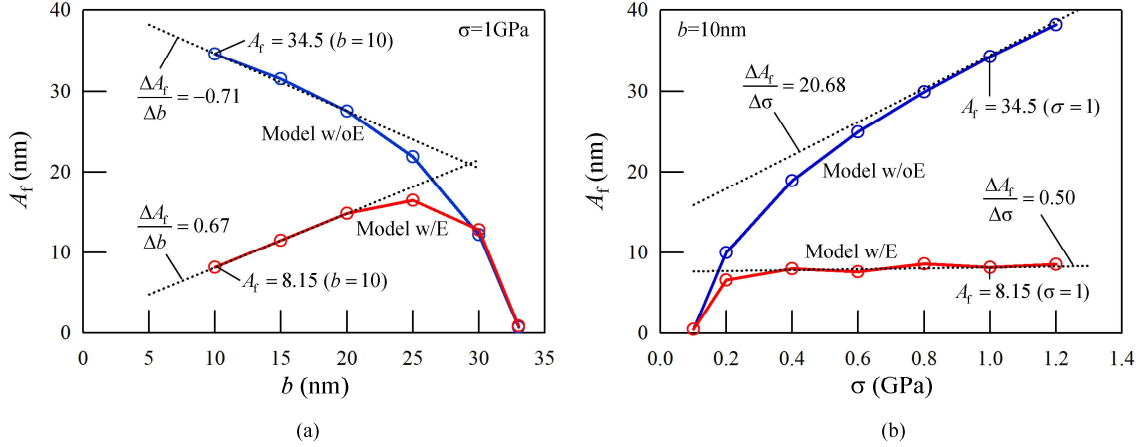 A_f = 34.5 (b = 10)
σ=1GPa
ΔA_f
Δb
=−0.71
Model w/oE
ΔA_f
Δb
= 0.67
Model w/E
A_f = 8.15 (b = 10)
A_f (nm)
40
30
20
10
0
0
5
10
15
20
25
30
35
b (nm)
(a)
b=10nm
ΔA_f
Δσ
= 20.68
A_f = 34.5 (σ = 1)
Model w/oE
ΔA_f
Δσ
= 0.50
Model w/E
A_f = 8.15 (σ = 1)
A_f (nm)
40
30
20
10
0
0.0
0.2
0.4
0.6
0.8
1.0
1.2
1.4
σ (GPa)
(b)